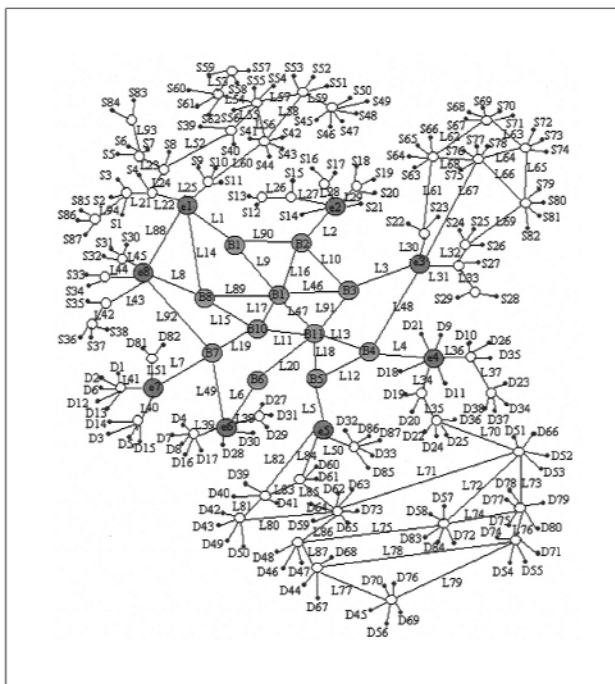 S59 S57
S83 S60 L53 S55 S54 S53 S52
S58 S51
S84 S61 L54 L57 L59 S50
S62 S56 L55 L58 S49
L93 S39 S45 S48
S6 S7 S41 L56 S42 S46 S47
S5 S8 L52 S40 S43
L23 S9 L60 S44
S4 S10 S16 S17 S18
S3 L24 S11 S15 S19
S85 S2 L25 S13 L26 L27 L28 L29 S20
S86 L94 L21 L22 e1 S12 S14 e2 S21
S87 S1 L1 L2
S68 S69 S70
S66 S67 S71 S72
S65 L62 S77 S78 L63 S73
S64 S76 L64 S74
S63 L68 S75 L65
L66
L61 L67 S79
S23 S80
S24 S25 L69 S81
S22 S82
L30 L32 S26
e3 L31 S27
L33
S29 S28
S30 L88 L14 B1 L90 B2
S31 L45
S32 e8 L9 L10
S33 L44 L8 L16 L3
S34 L43 B8 L89 B1 L46 B3
S35 L42 L17 L47 L91 L48
S36 S38 L92 L15 B10 L11 B11 L13
S37 L19 L18 B4 L4
D81 D82 B7 L20 L12
L7 B6 B5
D1 L51 L49 L6 L5
D2 L41 e7
D6
D12 L40 e6
D13 D4 L39 L38 D27
D14 D7 D31
D3 D5 D8 D29
D15 D16 D17 D28 D30
D21 D9 D10
L36 D26
D18 e4 D35
D19 L34 D11 L37 D23
D20 L35 D36 D38 D37 D34
D22 D24 D25 L70 D51 D66
D52
D53
e5 D32 D86
D87
L82 L50 D33
L84 D60 D85
D39 D61 L71
D40 L83 D62 D63 L72 D78 L73
D42 L81 D41 L85 D64 D73 D57 D77 D79
D43 L80 D59 D65 D58 L74 D75
D49 D50 L86 L75 D80
D48 D83 D84 D72 D74 L76
D46 D47 L87 D68 L78 D71
D44 D70 D76 D54 D55
L77 L79
D67 D45 D69
D56